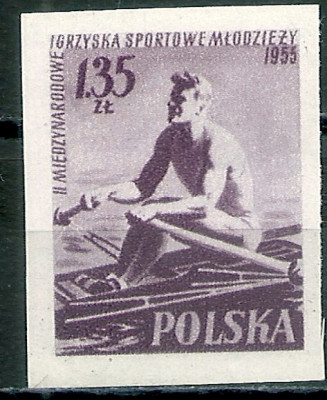 II MIĘDZYNARODOWE
IGRZYSKA SPORTOWE MŁODZIEŻY
1955
1.35
ZŁ
POLSKA